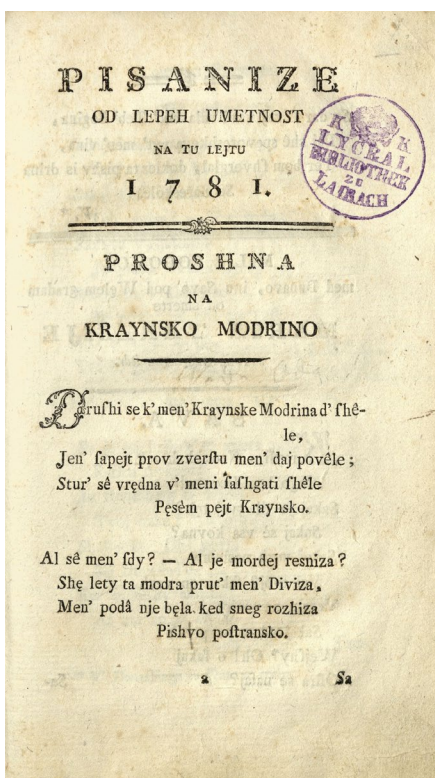 PISANIZE
OD LEPEH UMETNOST
NA TU LEJTU
1781.
K K
LYCEAL
BIBLIOTHEK
ZU
LAIBACH
PROSHNA
NA
KRAYNSKO MODRINO
Paruſhi se k' men' Kraynske Modrina d' ſhê-
le,
Jen' ſapejt prov zverſtu men' daj povêle;
Stur' sê vrędna v' meni ſaſhgati ſhêle
Pęsèm pejt Kraynsko.
Al sê men' ſdy? — Al je mordej resniza?
Shę lety ta modra prut' men' Diviza,
Men' podâ nje bęla ked sneg rozhiza
Pishvo poſtransko.
a
Sa